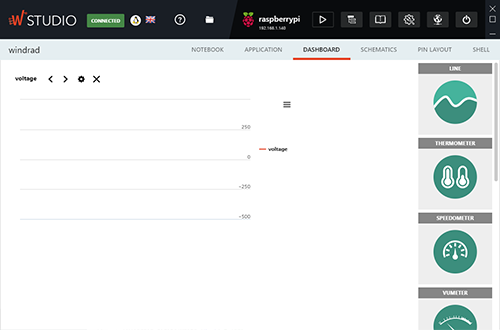 W STUDIO
CONNECTED
raspberrypi
192.168.1.140
windrad
NOTEBOOK APPLICATION DASHBOARD SCHEMATICS PIN LAYOUT SHELL
voltage
250
0
-250
-500
voltage
LINE
THERMOMETER
SPEEDOMETER
VUMETER